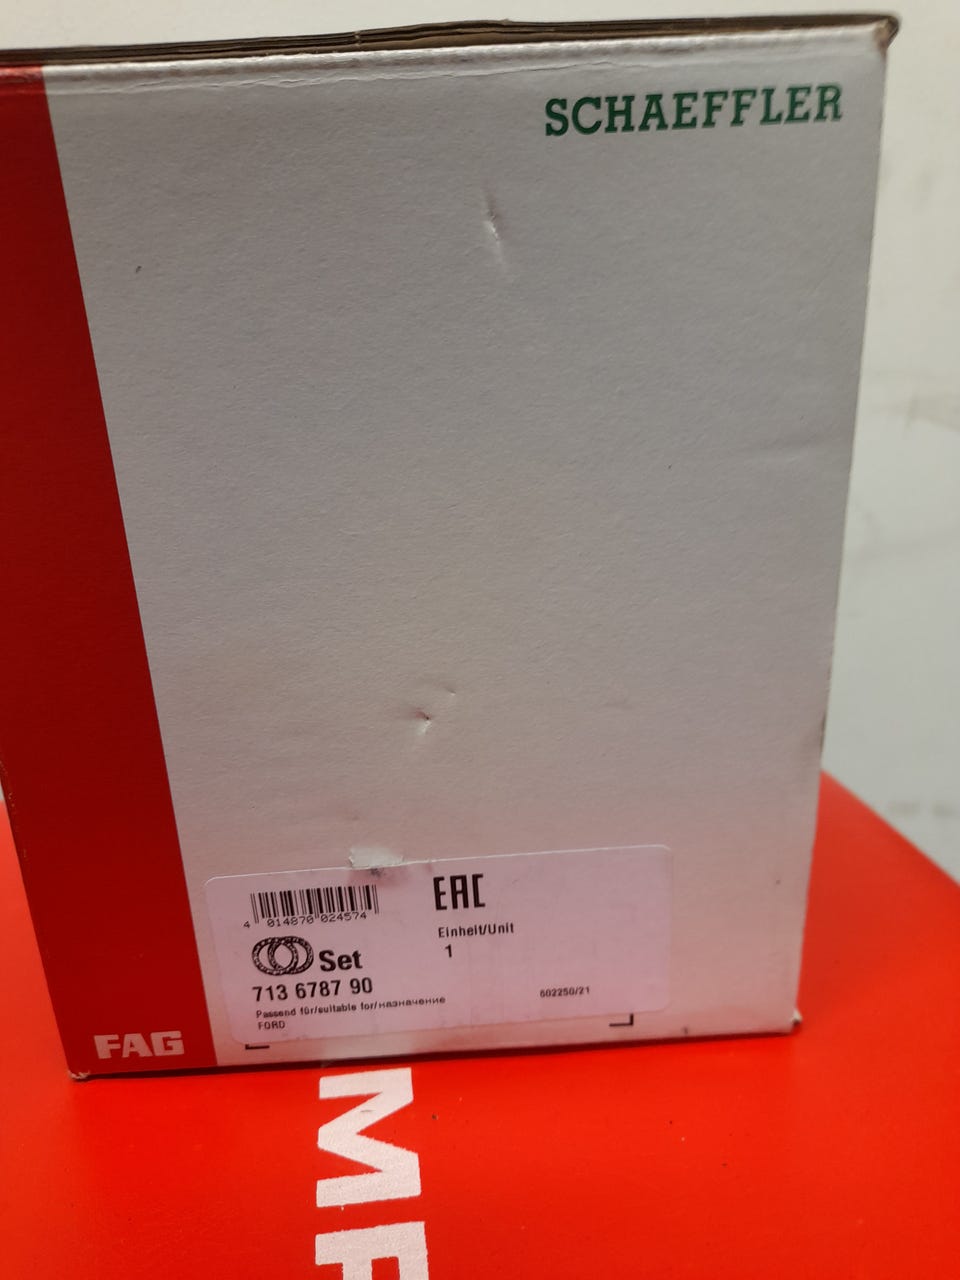 SCHAEFFLER
4 014870 024574
EAC
Einheit/Unit
1
Set
713 6787 90
Passend für/suitable for/назначение
FORD
602250/21
FAG
MP